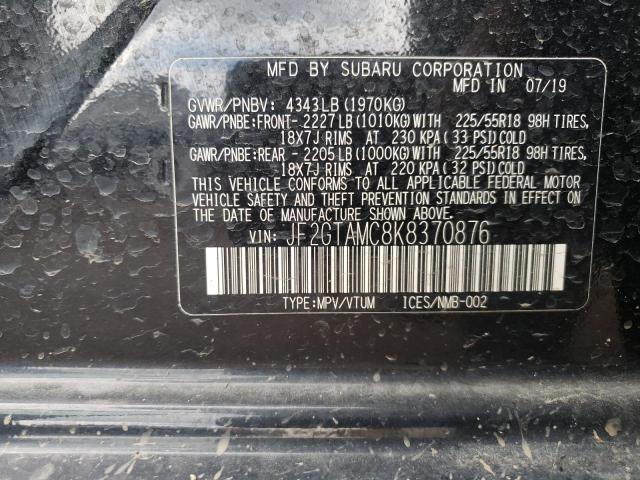 MFD BY SUBARU CORPORATION
MFD IN 07/19
GVWR/PNBV: 4343LB(1970KG)
GAWR/PNBE:FRONT-2227LB(1010KG)WITH 225/55R18 98H TIRES,
18X7J RIMS AT 230 KPA(33 PSI)COLD
GAWR/PNBE:REAR - 2205LB(1000KG)WITH 225/55R18 98H TIRES,
18X7J RIMS AT 220 KPA(32 PSI)COLD
THIS VEHICLE CONFORMS TO ALL APPLICABLE FEDERAL MOTOR
VEHICLE SAFETY, BUMPER, AND THEFT PREVENTION STANDARDS
IN EFFECT ON THE DATE OF MANUFACTURE SHOWN ABOVE.
VIN: JF2GTAMC8K8370876
TYPE:MPV/VTUM ICES/NMB-002